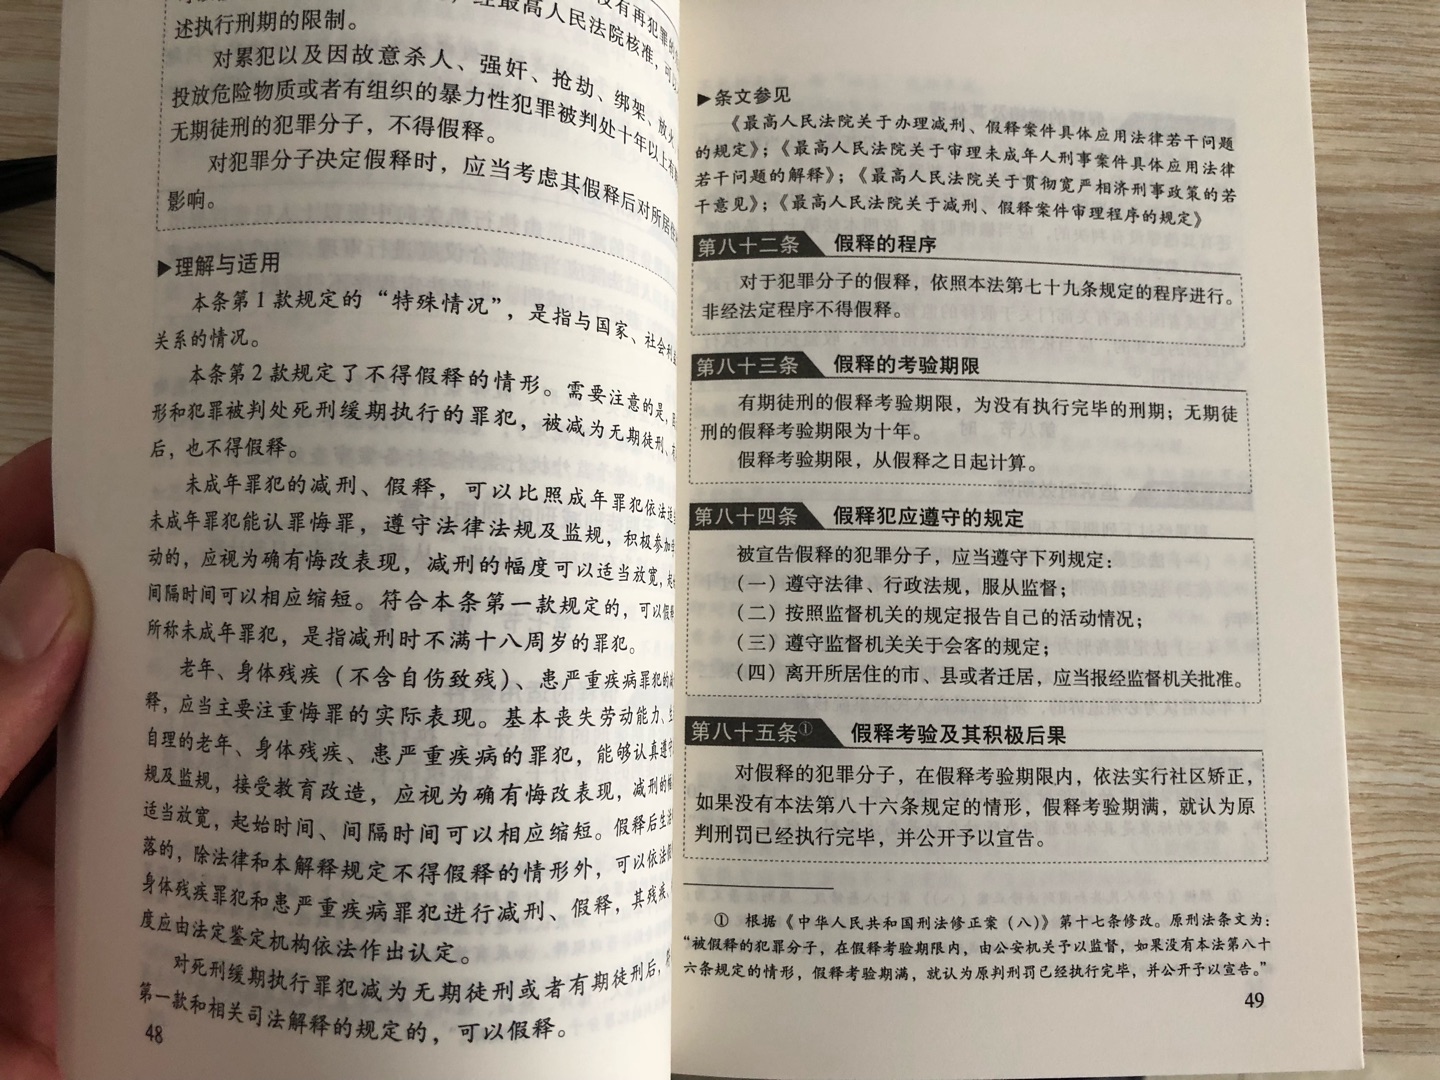 经最高人民法院核准，可以
述执行刑期的限制。
对累犯以及因故意杀人、强奸、抢劫、绑架、放火、
投放危险物质或者有组织的暴力性犯罪被判处十年以上有期
无期徒刑的犯罪分子，不得假释。
对犯罪分子决定假释时，应当考虑其假释后对所居住
影响。
▶理解与适用
本条第1款规定的“特殊情况”，是指与国家、社会利益
关系的情况。
本条第2款规定了不得假释的情形。需要注意的是，
形和犯罪被判处死刑缓期执行的罪犯，被减为无期徒刑、有
后，也不得假释。
未成年罪犯的减刑、假释，可以比照成年罪犯依法适当
未成年罪犯能认罪悔罪，遵守法律法规及监规，积极参加
动的，应视为确有悔改表现，减刑的幅度可以适当放宽，起
间隔时间可以相应缩短。符合本条第一款规定的，可以假释
所称未成年罪犯，是指减刑时不满十八周岁的罪犯。
老年、身体残疾（不含自伤致残）、患严重疾病罪犯的
释，应当主要注重悔罪的实际表现。基本丧失劳动能力、生
自理的老年、身体残疾、患严重疾病的罪犯，能够认真遵守
规及监规，接受教育改造，应视为确有悔改表现，减刑的幅
适当放宽，起始时间、间隔时间可以相应缩短。假释后生活
落的，除法律和本解释规定不得假释的情形外，可以依法假
身体残疾罪犯和患严重疾病罪犯进行减刑、假释，其残疾、
度应由法定鉴定机构依法作出认定。
对死刑缓期执行罪犯减为无期徒刑或者有期徒刑后，符
第一款和相关司法解释的规定的，可以假释。
48
▶条文参见
《最高人民法院关于办理减刑、假释案件具体应用法律若干问题
的规定》；《最高人民法院关于审理未成年人刑事案件具体应用法律
若干问题的解释》；《最高人民法院关于贯彻宽严相济刑事政策的若
干意见》；《最高人民法院关于减刑、假释案件审理程序的规定》
第八十二条 假释的程序
对于犯罪分子的假释，依照本法第七十九条规定的程序进行。
非经法定程序不得假释。
第八十三条 假释的考验期限
有期徒刑的假释考验期限，为没有执行完毕的刑期；无期徒
刑的假释考验期限为十年。
假释考验期限，从假释之日起计算。
第八十四条 假释犯应遵守的规定
被宣告假释的犯罪分子，应当遵守下列规定：
（一）遵守法律、行政法规，服从监督；
（二）按照监督机关的规定报告自己的活动情况；
（三）遵守监督机关关于会客的规定；
（四）离开所居住的市、县或者迁居，应当报经监督机关批准。
第八十五条① 假释考验及其积极后果
对假释的犯罪分子，在假释考验期限内，依法实行社区矫正，
如果没有本法第八十六条规定的情形，假释考验期满，就认为原
判刑罚已经执行完毕，并公开予以宣告。
① 根据《中华人民共和国刑法修正案（八）》第十七条修改。原刑法条文为：
“被假释的犯罪分子，在假释考验期限内，由公安机关予以监督，如果没有本法第八十
六条规定的情形，假释考验期满，就认为原判刑罚已经执行完毕，并公开予以宣告。”
49